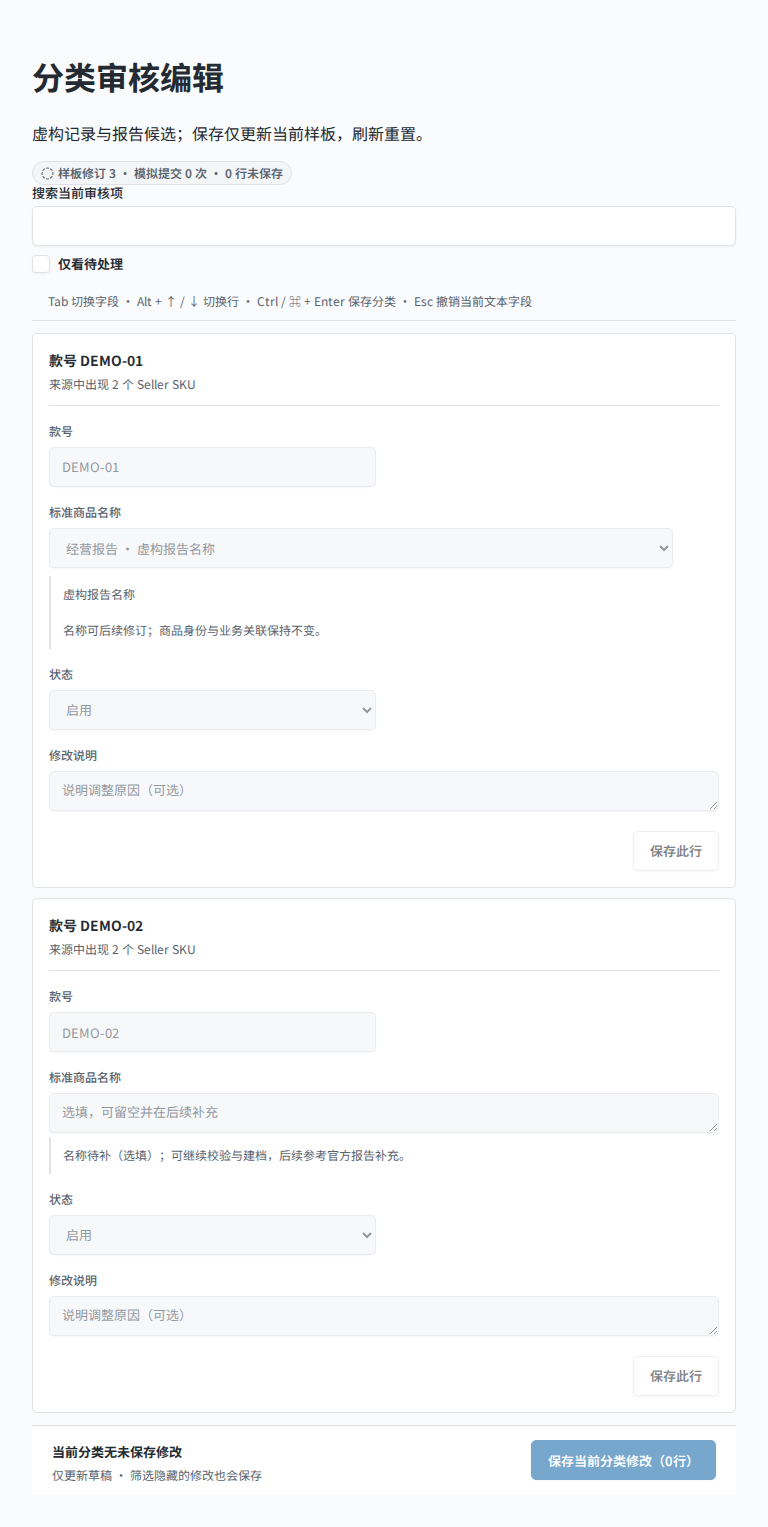 分类审核编辑
虚构记录与报告候选；保存仅更新当前样板，刷新重置。
样板修订 3 · 模拟提交 0 次 · 0 行未保存
搜索当前审核项
仅看待处理
Tab 切换字段 · Alt + ↑ / ↓ 切换行 · Ctrl / ⌘ + Enter 保存分类 · Esc 撤销当前文本字段
款号 DEMO-01
来源中出现 2 个 Seller SKU
款号
DEMO-01
标准商品名称
经营报告 · 虚构报告名称
虚构报告名称
名称可后续修订；商品身份与业务关联保持不变。
状态
启用
修改说明
说明调整原因（可选）
保存此行
款号 DEMO-02
来源中出现 2 个 Seller SKU
款号
DEMO-02
标准商品名称
选填，可留空并在后续补充
名称待补（选填）；可继续校验与建档，后续参考官方报告补充。
状态
启用
修改说明
说明调整原因（可选）
保存此行
当前分类无未保存修改
仅更新草稿 · 筛选隐藏的修改也会保存
保存当前分类修改（0行）